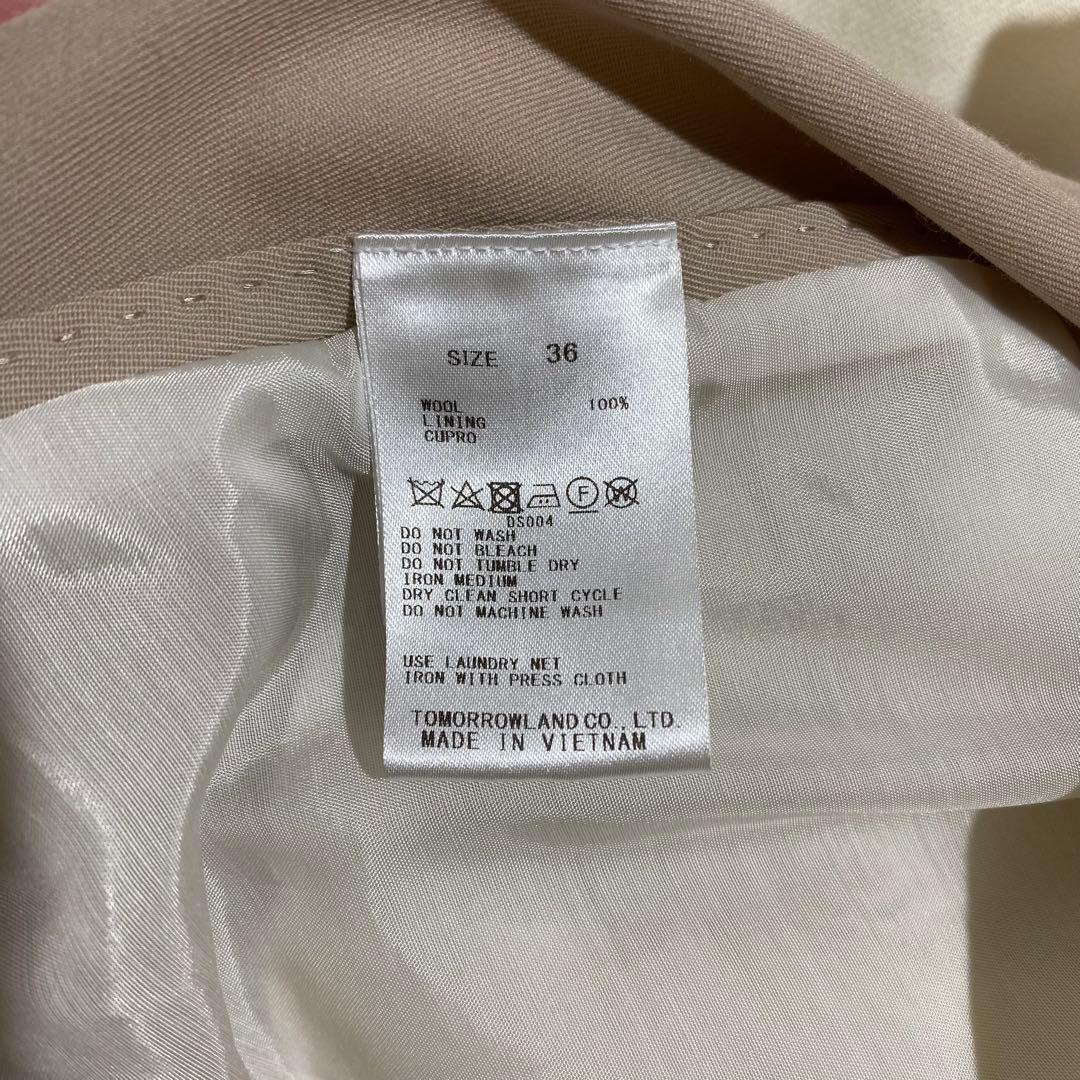 SIZE 36
WOOL 100%
LINING
CUPRO
F W
DS004
DO NOT WASH
DO NOT BLEACH
DO NOT TUMBLE DRY
IRON MEDIUM
DRY CLEAN SHORT CYCLE
DO NOT MACHINE WASH
USE LAUNDRY NET
IRON WITH PRESS CLOTH
TOMORROWLAND CO., LTD.
MADE IN VIETNAM